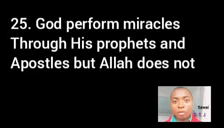 25. God perform miracles
Through His prophets and
Apostles but Allah does not